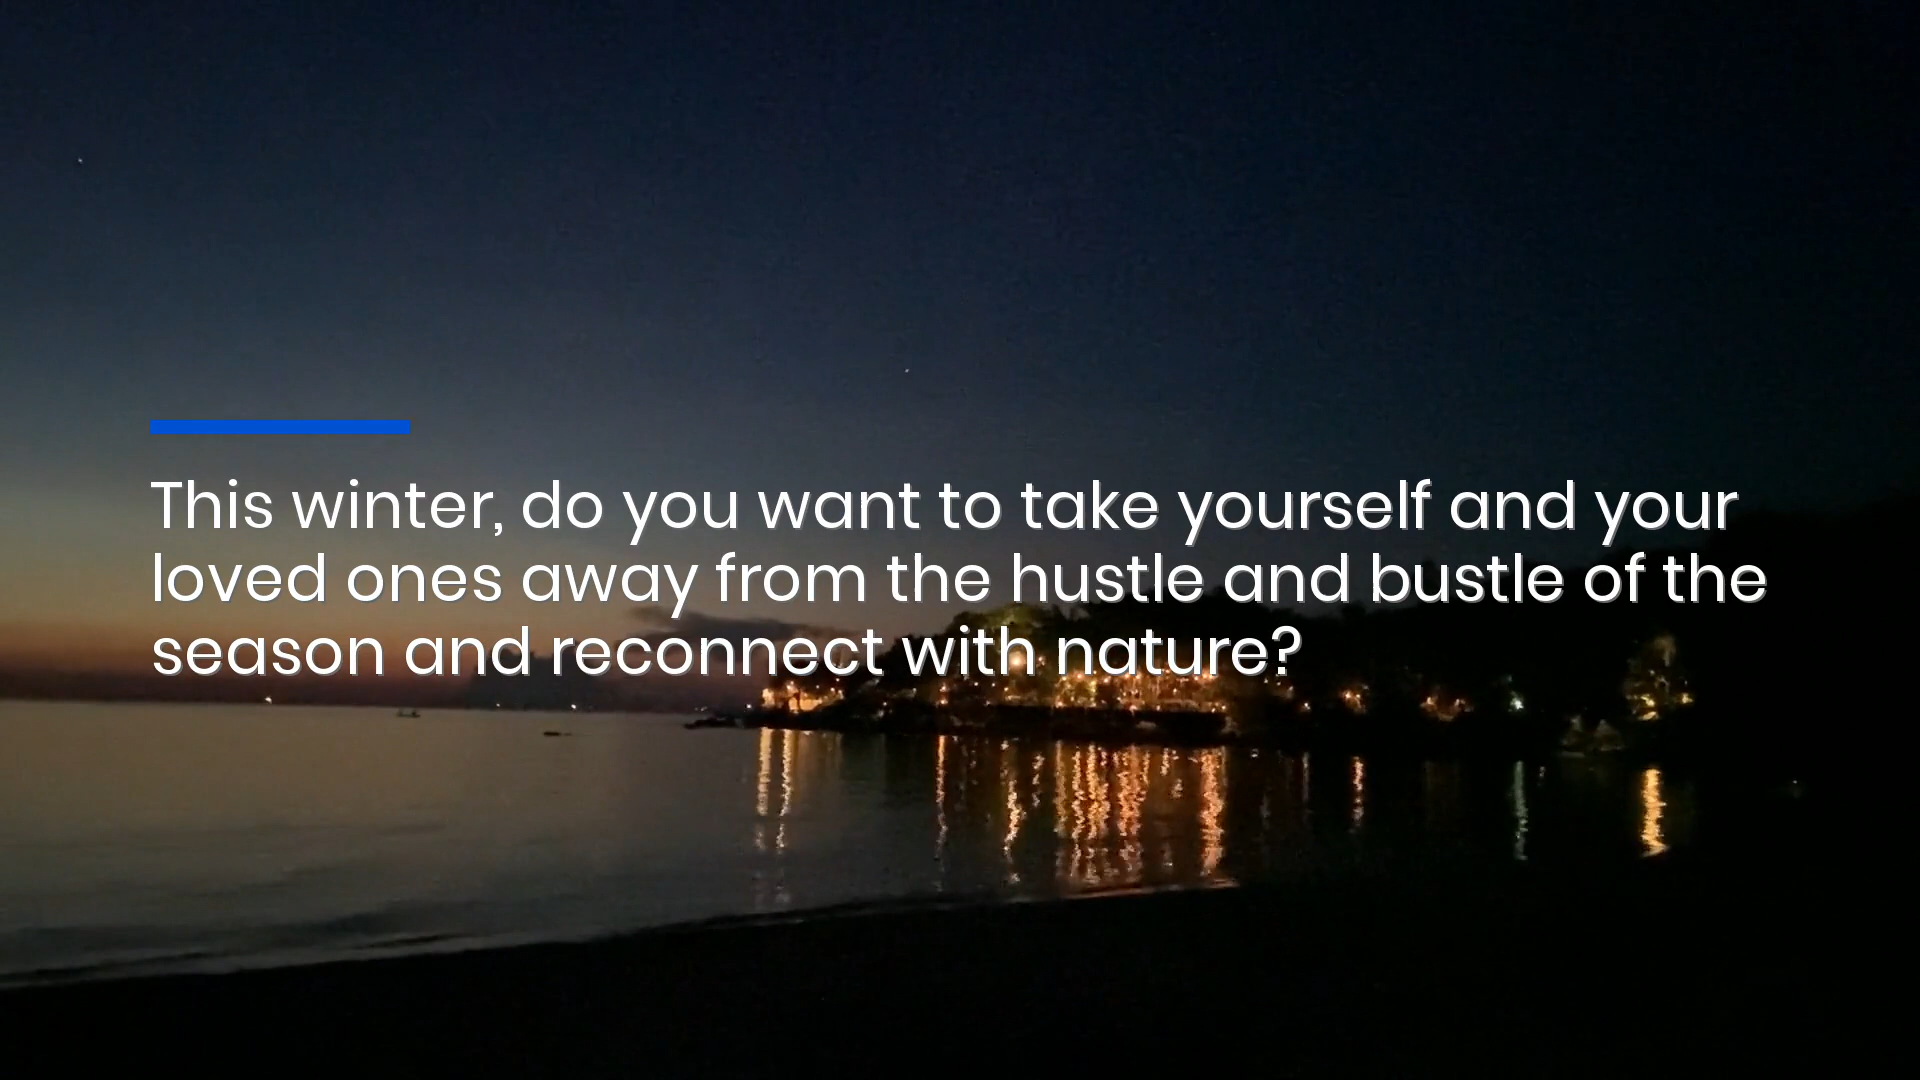 This winter, do you want to take yourself and your
loved ones away from the hustle and bustle of the
season and reconnect with nature?